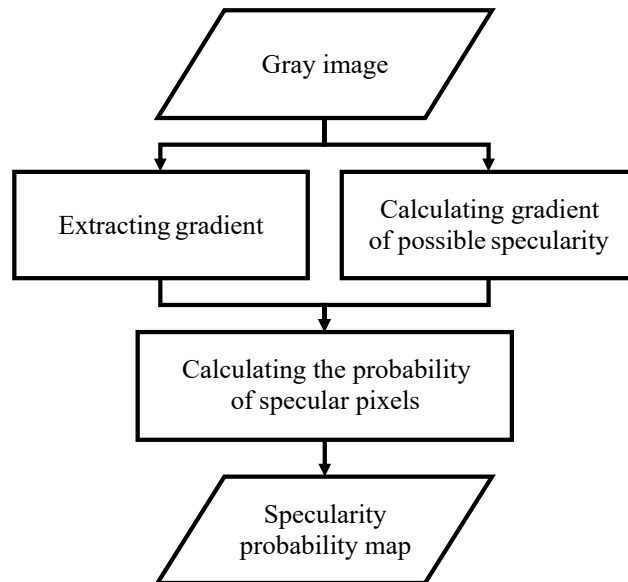 Gray image
Extracting gradient
Calculating gradient
of possible specularity
Calculating the probability
of specular pixels
Specularity
probability map